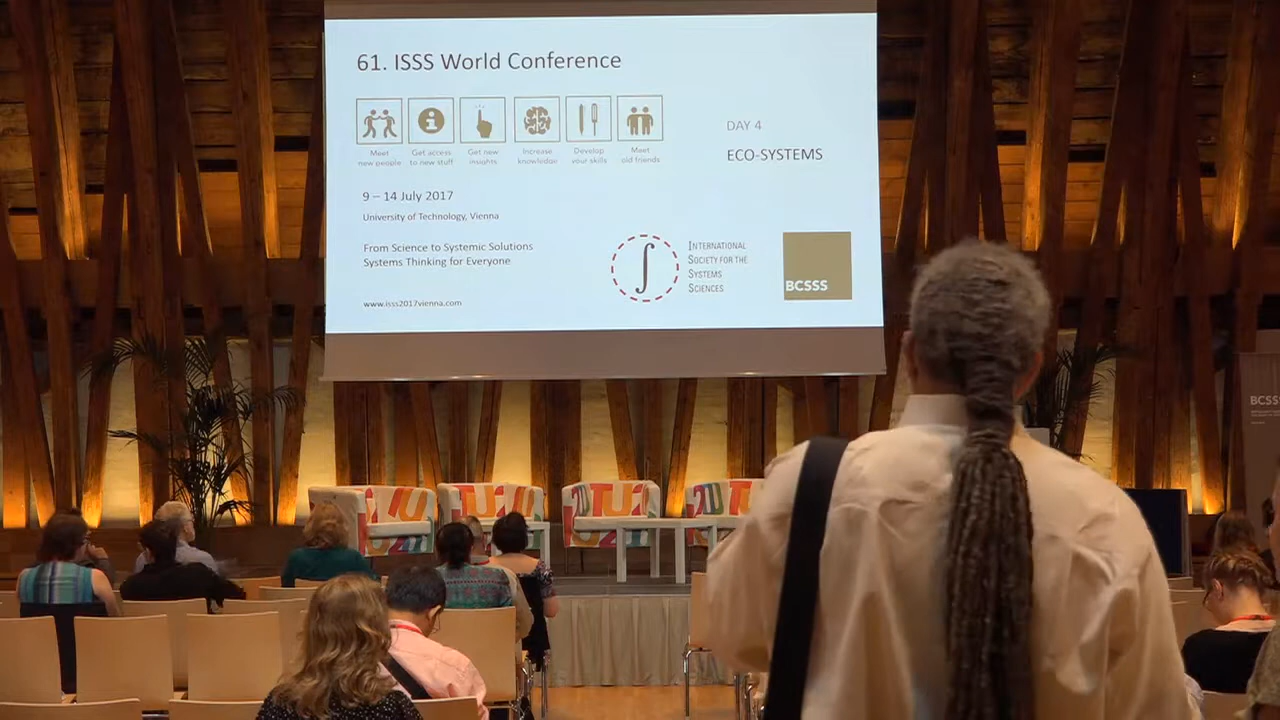 61. ISSS World Conference
Meet
new people
Get access
to new stuff
Get new
insights
Increase
knowledge
Develop
your skills
Meet
old friends
DAY 4
ECO-SYSTEMS
9 – 14 July 2017
University of Technology, Vienna
From Science to Systemic Solutions
Systems Thinking for Everyone
www.isss2017vienna.com
INTERNATIONAL
SOCIETY FOR THE
SYSTEMS
SCIENCES
BCSSS
BCSSS